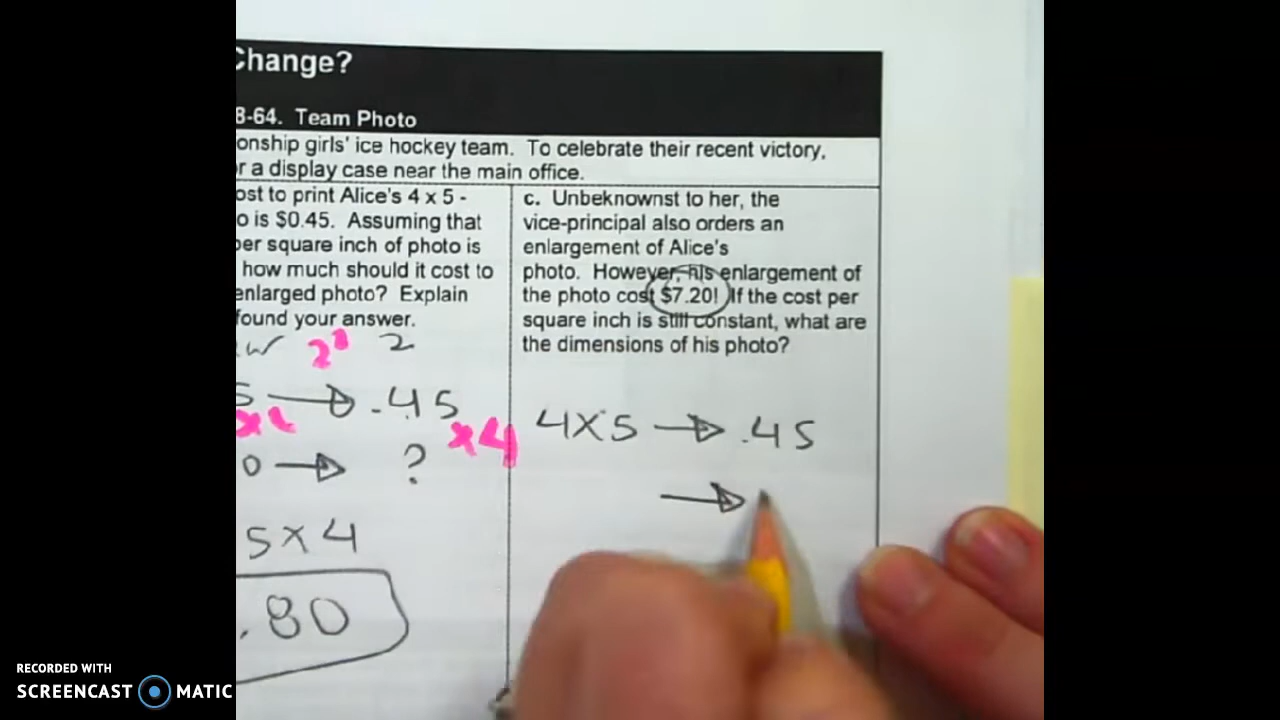 Change?
8-64. Team Photo
onship girls' ice hockey team. To celebrate their recent victory,
r a display case near the main office.
ost to print Alice's 4 x 5 -
o is $0.45. Assuming that
per square inch of photo is
how much should it cost to
enlarged photo? Explain
found your answer.
2² 2
5 → .45
×4
0 → ?
5 × 4
.80
c. Unbeknownst to her, the
vice-principal also orders an
enlargement of Alice's
photo. However, his enlargement of
the photo cost $7.20! If the cost per
square inch is still constant, what are
the dimensions of his photo?
4×5 → .45
→
RECORDED WITH
SCREENCAST MATIC